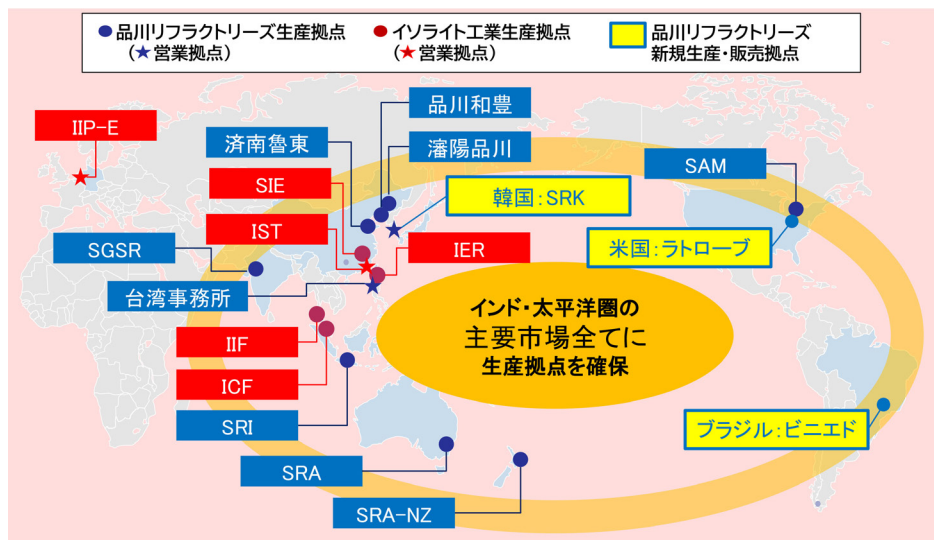 ●品川リフラクトリーズ生産拠点
(★営業拠点)
●イソライト工業生産拠点
(★営業拠点)
品川リフラクトリーズ
新規生産・販売拠点
品川和豊
IIP-E
済南魯東
瀋陽品川
SAM
SIE
韓国:SRK
IST
IER
米国:ラトローブ
SGSR
台湾事務所
インド・太平洋圏の
主要市場全てに
生産拠点を確保
IIF
ICF
SRI
ブラジル:ビニエド
SRA
SRA-NZ